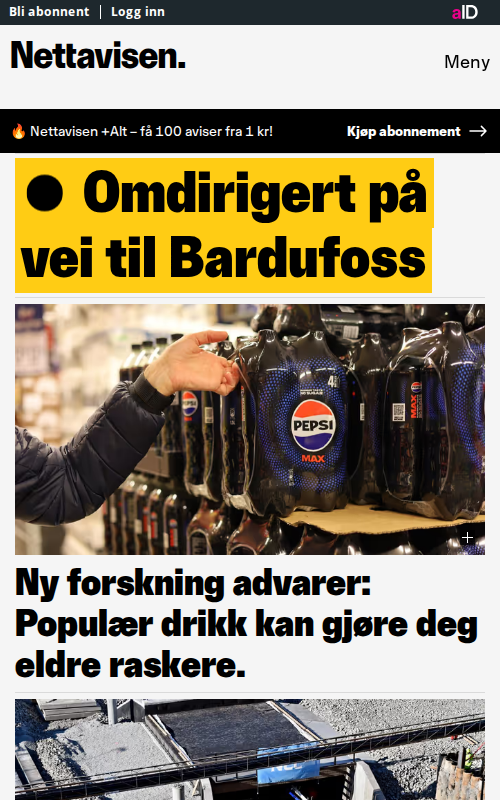 Bli abonnent
Logg inn
aID
Nettavisen.
Meny
🔥 Nettavisen +Alt – få 100 aviser fra 1 kr!
Kjøp abonnement →
Omdirigert på
vei til Bardufoss
PEPSI
MAX
MAX
Ny forskning advarer:
Populær drikk kan gjøre deg
eldre raskere.